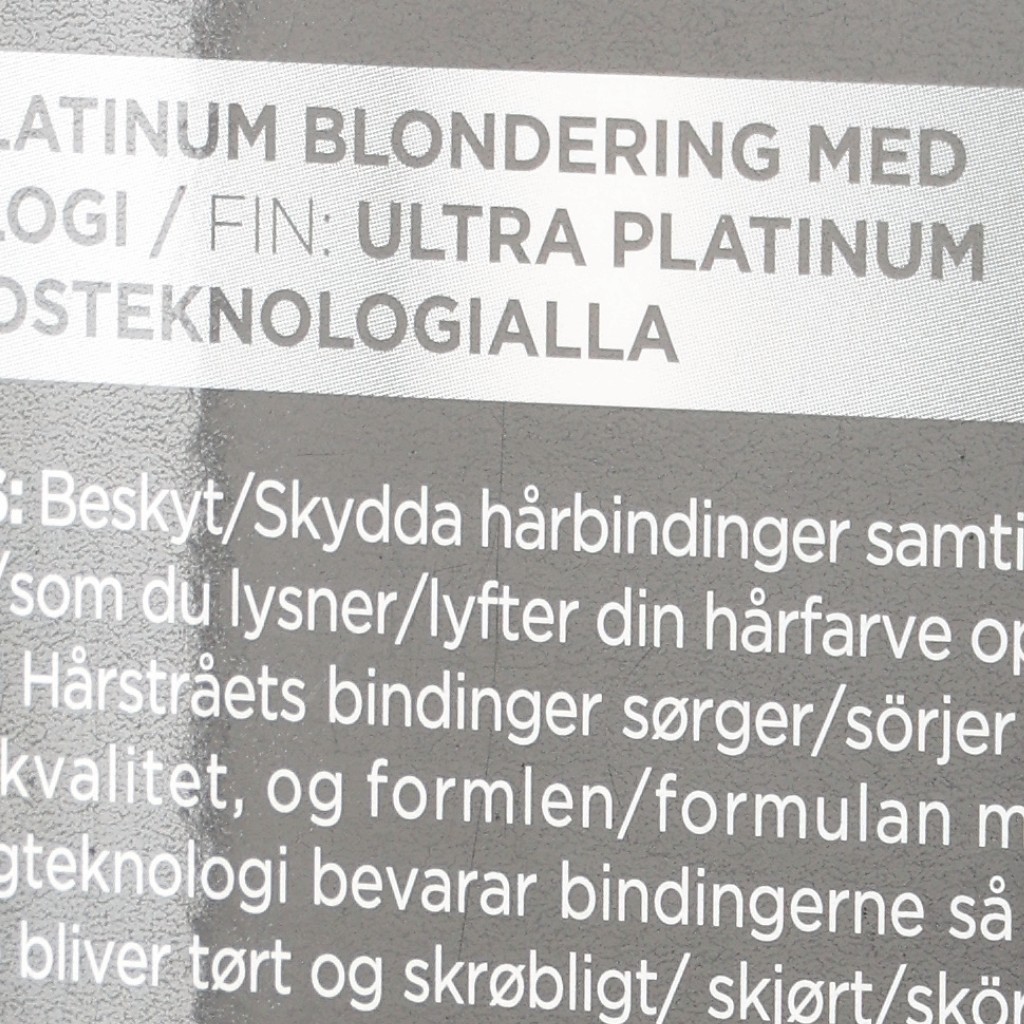 LATINUM BLONDERING MED
LOGI / FIN: ULTRA PLATINUM
OSTEKNOLOGIALLA
S: Beskyt/Skydda hårbindinger samti
/som du lysner/lyfter din hårfarve op
Hårstråets bindinger sørger/sörjer
kvalitet, og formlen/formulan m
gteknologi bevarar bindingerne så
bliver tørt og skrøbligt/ skjørt/skör